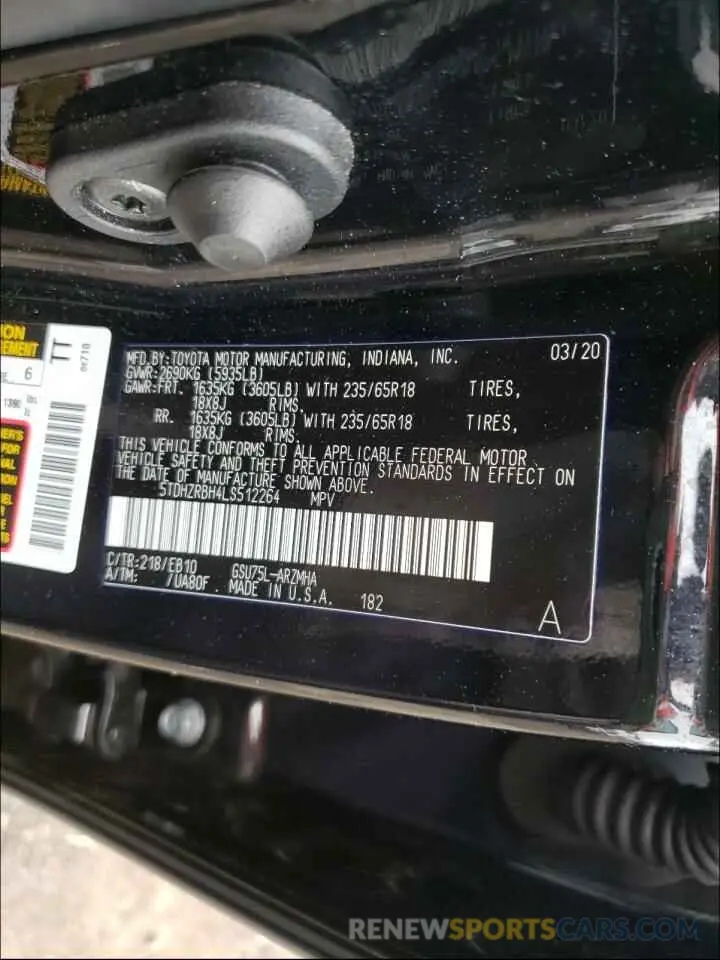 MFD.BY:TOYOTA MOTOR MANUFACTURING, INDIANA, INC. 03/20
GVWR:2690KG (5935LB)
GAWR:FRT. 1635KG (3605LB) WITH 235/65R18 TIRES,
18X8J RIMS.
RR. 1635KG (3605LB) WITH 235/65R18 TIRES,
18X8J RIMS.
THIS VEHICLE CONFORMS TO ALL APPLICABLE FEDERAL MOTOR
VEHICLE SAFETY AND THEFT PREVENTION STANDARDS IN EFFECT ON
THE DATE OF MANUFACTURE SHOWN ABOVE.
5TDHZRBH4LS512264 MPV
C/TR:218/EB10 GSU75L-ARZMHA
A/TM: /UA80F. MADE IN U.S.A. 182
A
TT
6
RENEWSPORTSCARS.COM